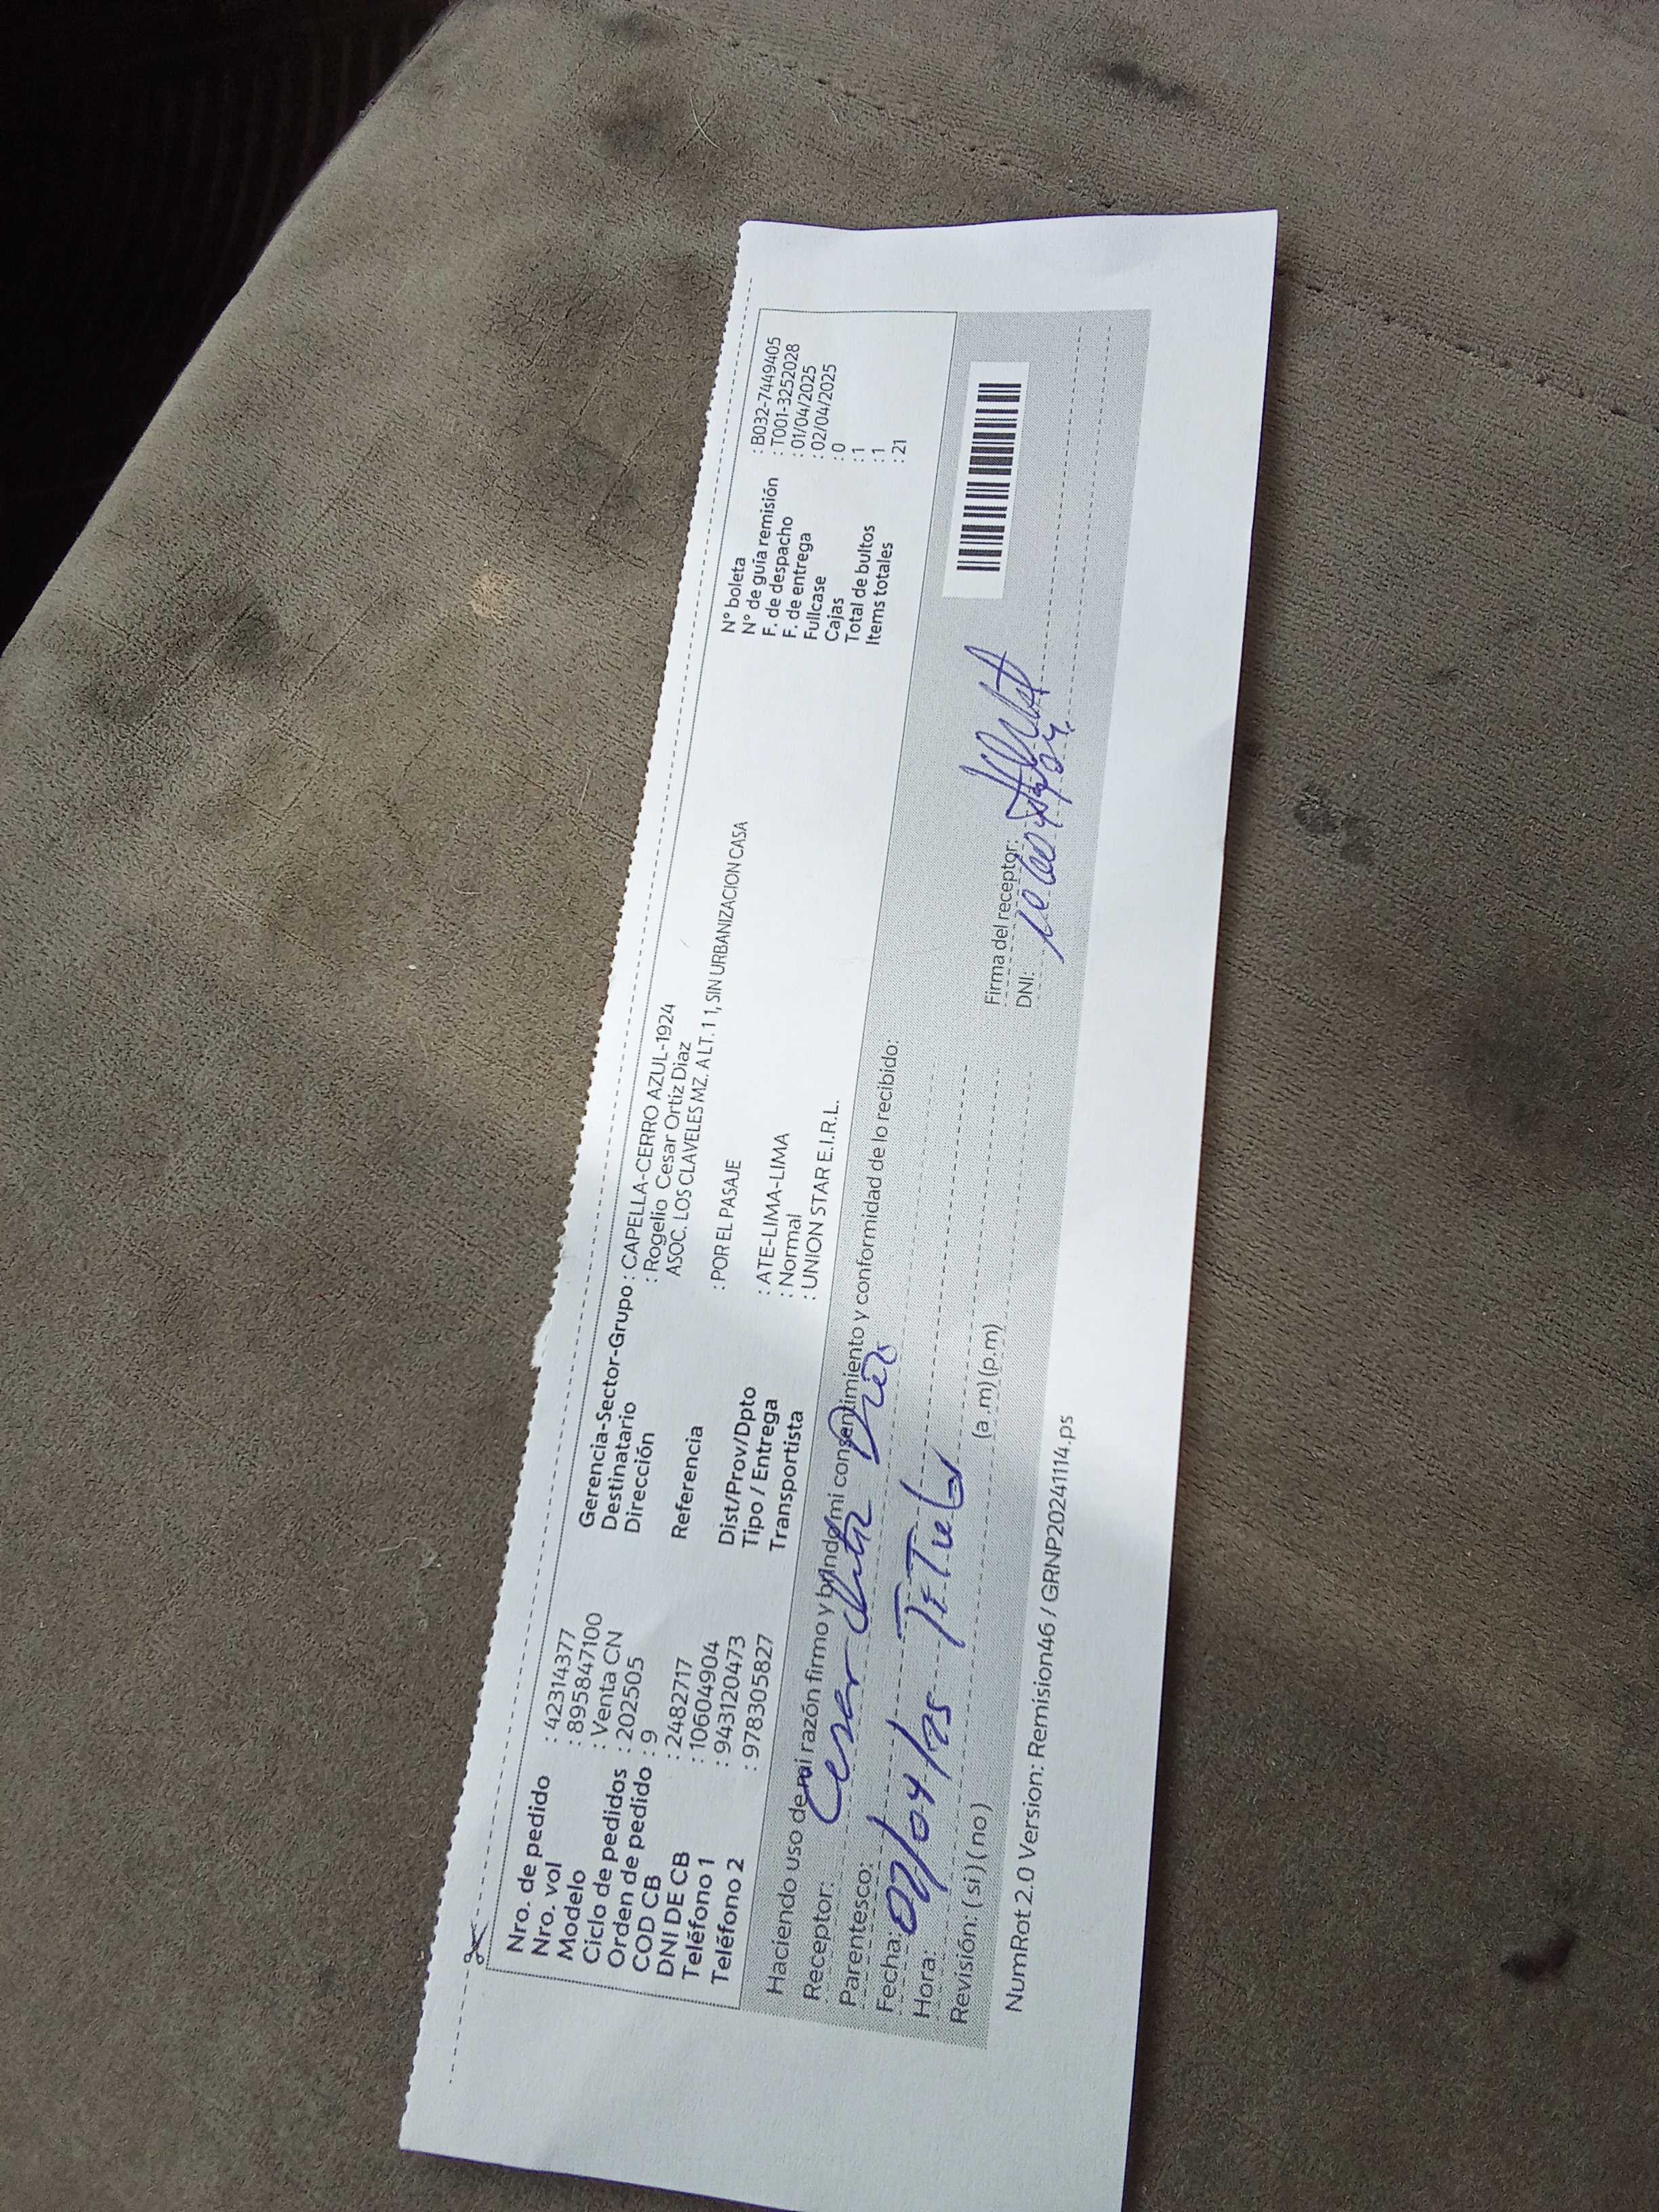 Nro. de pedido : 42314377
Nro. vol : 895847100
Modelo : Venta CN
Ciclo de pedidos : 202505
Orden de pedido : 9
COD CB : 2482717
DNI DE CB : 10604904
Teléfono 1 : 943120473
Teléfono 2 : 978305827
Gerencia-Sector-Grupo : CAPELLA-CERRO AZUL-1924
Destinatario : Rogelio Cesar Ortiz Diaz
Dirección ASOC. LOS CLAVELES MZ. A LT. 1 1, SIN URBANIZACION CASA
Referencia : POR EL PASAJE
Dist/Prov/Dpto : ATE-LIMA-LIMA
Tipo / Entrega : Normal
Transportista : UNION STAR E.I.R.L.
N° boleta : B032-7449405
N° de guía remisión : T001-3252028
F. de despacho : 01/04/2025
F. de entrega : 02/04/2025
Fullcase : 0
Cajas : 1
Total de bultos : 1
Items totales : 21
Haciendo uso de mi razón firmo y brindo mi consentimiento y conformidad de lo recibido:
Receptor: Cesar Ortiz
Parentesco: Titular
Fecha: 02/04/25
Hora: (a .m) (p.m)
Revisión: ( si ) ( no )
Firma del receptor:
DNI:
NumRot 2.0 Version: Remision46 / GRNP20241114.ps